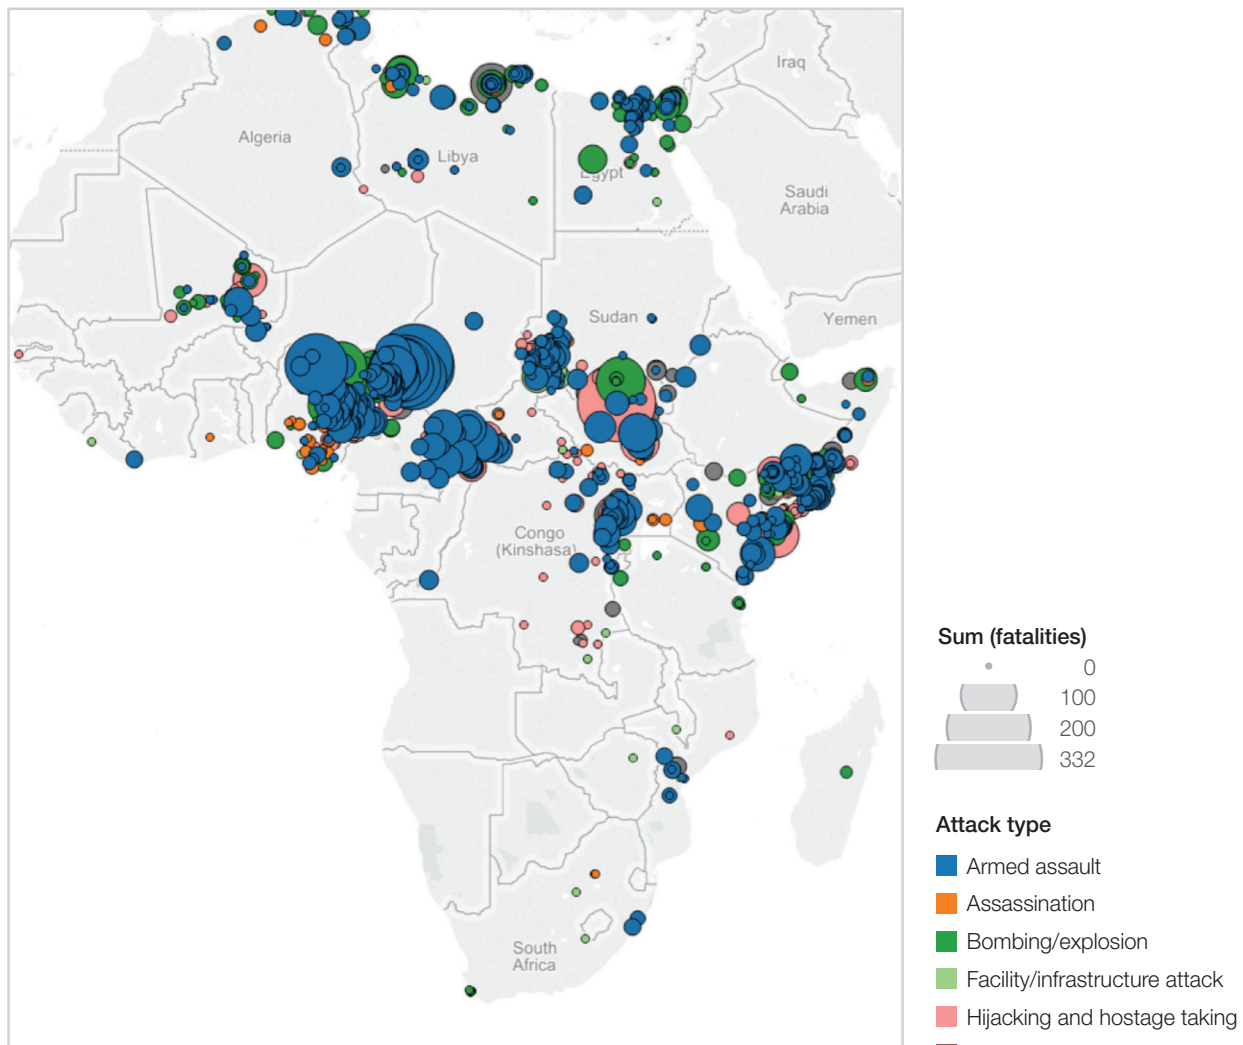 Iraq
Algeria
Libya
Egypt
Saudi
Arabia
Sudan
Yemen
Congo
(Kinshasa)
South
Africa
Sum (fatalities)
0
100
200
332
Attack type
Armed assault
Assassination
Bombing/explosion
Facility/infrastructure attack
Hijacking and hostage taking